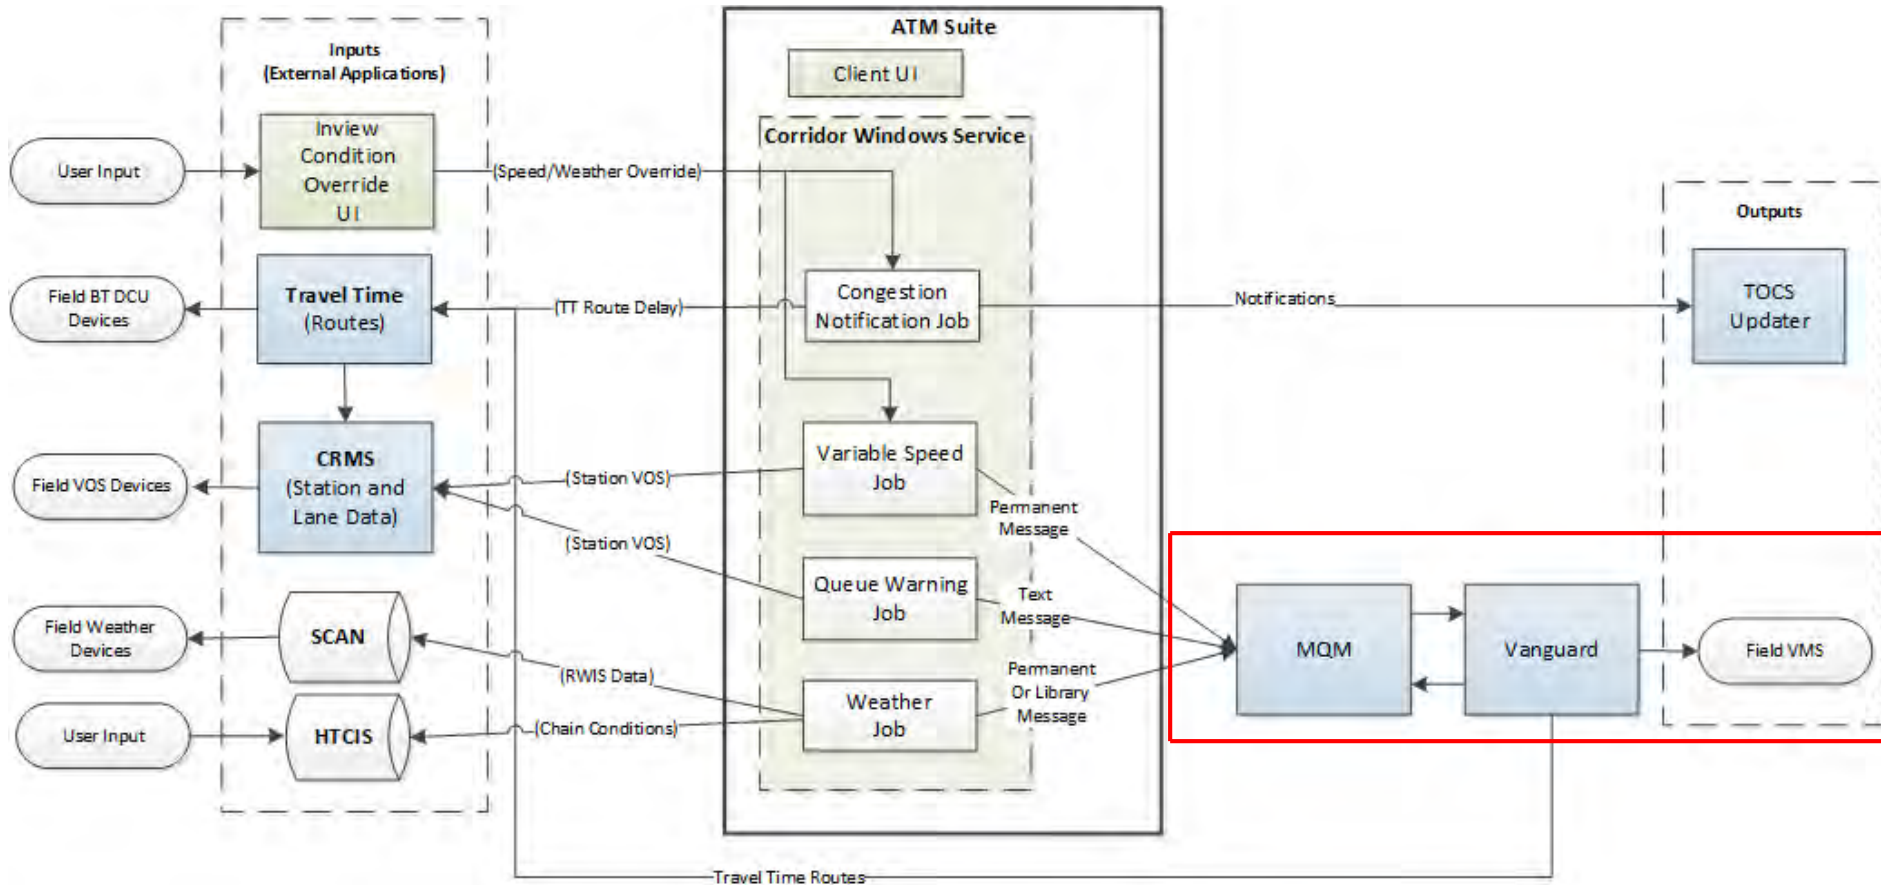 ATM Suite
Inputs
(External Applications)
Client UI
Corridor Windows Service
User Input
Inview
Condition
Override
UI
(Speed/Weather Override)
Outputs
Field BT DCU
Devices
Travel Time
(Routes)
(TT Route Delay)
Congestion
Notification Job
Notifications
TOCS
Updater
Field VOS Devices
CRMS
(Station and
Lane Data)
(Station VOS)
(Station VOS)
Variable Speed
Job
Permanent
Message
Queue Warning
Job
Text
Message
Field Weather
Devices
SCAN
(RWIS Data)
Weather
Job
Permanent
Or Library
Message
MQM
Vanguard
Field VMS
User Input
HTCIS
(Chain Conditions)
Travel Time Routes